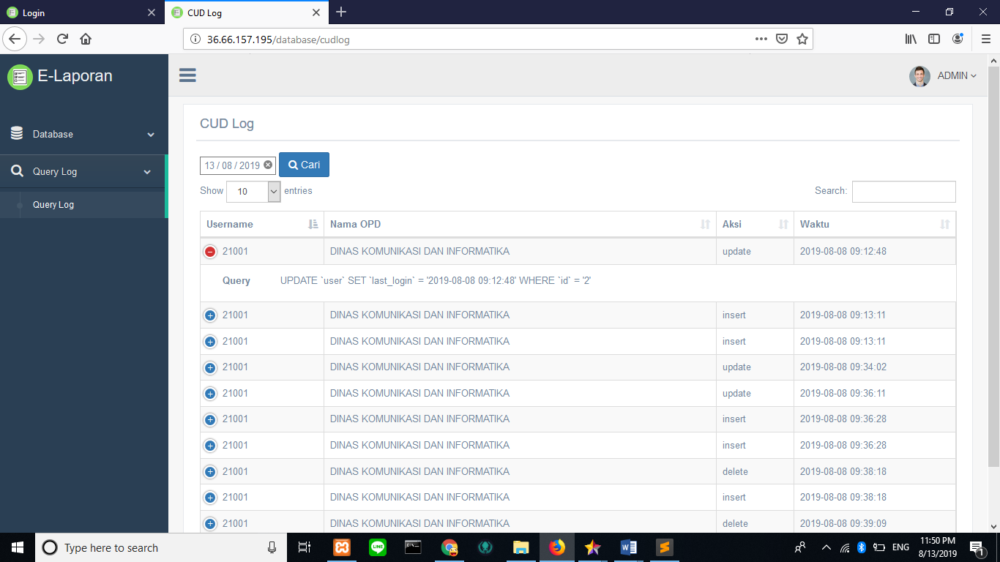 Login
CUD Log
36.66.157.195/database/cudlog
E-Laporan
ADMIN
Database
Query Log
Query Log
CUD Log
13 / 08 / 2019 Cari
Show 10 entries Search:
Username Nama OPD Aksi Waktu
21001 DINAS KOMUNIKASI DAN INFORMATIKA update 2019-08-08 09:12:48
Query UPDATE `user` SET `last_login` = '2019-08-08 09:12:48' WHERE `id` = '2'
21001 DINAS KOMUNIKASI DAN INFORMATIKA insert 2019-08-08 09:13:11
21001 DINAS KOMUNIKASI DAN INFORMATIKA insert 2019-08-08 09:13:11
21001 DINAS KOMUNIKASI DAN INFORMATIKA update 2019-08-08 09:34:02
21001 DINAS KOMUNIKASI DAN INFORMATIKA update 2019-08-08 09:36:11
21001 DINAS KOMUNIKASI DAN INFORMATIKA insert 2019-08-08 09:36:28
21001 DINAS KOMUNIKASI DAN INFORMATIKA insert 2019-08-08 09:36:28
21001 DINAS KOMUNIKASI DAN INFORMATIKA delete 2019-08-08 09:38:18
21001 DINAS KOMUNIKASI DAN INFORMATIKA insert 2019-08-08 09:38:18
21001 DINAS KOMUNIKASI DAN INFORMATIKA delete 2019-08-08 09:39:09
Type here to search
ENG
11:50 PM
8/13/2019
1